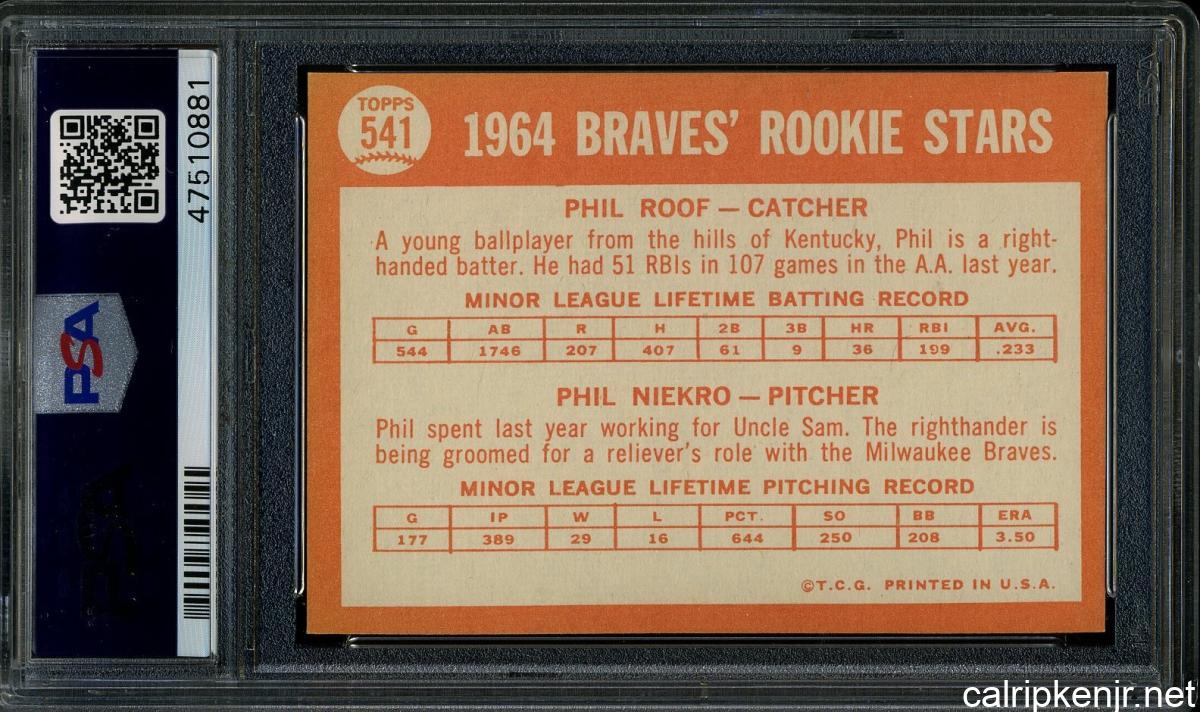 47510881
PSA
TOPPS
541
1964 BRAVES' ROOKIE STARS
PHIL ROOF — CATCHER
A young ballplayer from the hills of Kentucky, Phil is a right-
handed batter. He had 51 RBIs in 107 games in the A.A. last year.
MINOR LEAGUE LIFETIME BATTING RECORD
G AB R H 2B 3B HR RBI AVG.
544 1746 207 407 61 9 36 199 .233
PHIL NIEKRO — PITCHER
Phil spent last year working for Uncle Sam. The righthander is
being groomed for a reliever's role with the Milwaukee Braves.
MINOR LEAGUE LIFETIME PITCHING RECORD
G IP W L PCT. SO BB ERA
177 389 29 16 644 250 208 3.50
©T.C.G. PRINTED IN U.S.A.
PSA
PSA
calripkenjr.net